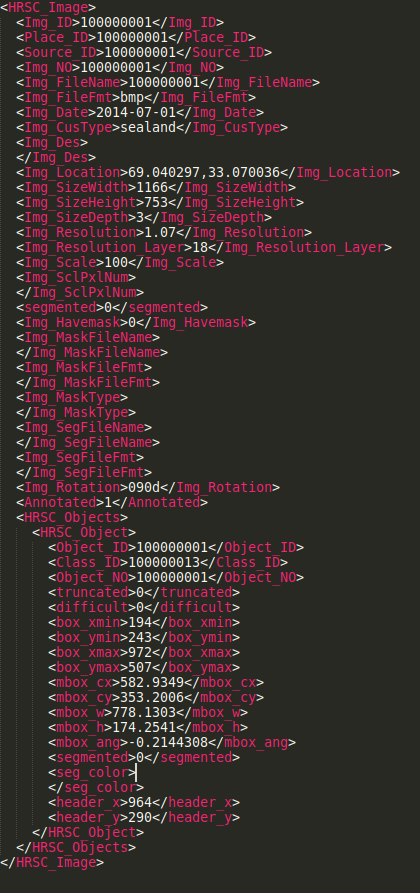 <HRSC_Image>
<Img_ID>100000001</Img_ID>
<Place_ID>100000001</Place_ID>
<Source_ID>100000001</Source_ID>
<Img_NO>100000001</Img_NO>
<Img_FileName>100000001</Img_FileName>
<Img_FileFmt>bmp</Img_FileFmt>
<Img_Date>2014-07-01</Img_Date>
<Img_CusType>sealand</Img_CusType>
<Img_Des>
</Img_Des>
<Img_Location>69.040297,33.070036</Img_Location>
<Img_SizeWidth>1166</Img_SizeWidth>
<Img_SizeHeight>753</Img_SizeHeight>
<Img_SizeDepth>3</Img_SizeDepth>
<Img_Resolution>1.07</Img_Resolution>
<Img_Resolution_Layer>18</Img_Resolution_Layer>
<Img_Scale>100</Img_Scale>
<Img_SclPxlNum>
</Img_SclPxlNum>
<segmented>0</segmented>
<Img_Havemask>0</Img_Havemask>
<Img_MaskFileName>
</Img_MaskFileName>
<Img_MaskFileFmt>
</Img_MaskFileFmt>
<Img_MaskType>
</Img_MaskType>
<Img_SegFileName>
</Img_SegFileName>
<Img_SegFileFmt>
</Img_SegFileFmt>
<Img_Rotation>090d</Img_Rotation>
<Annotated>1</Annotated>
<HRSC_Objects>
<HRSC_Object>
<Object_ID>100000001</Object_ID>
<Class_ID>100000013</Class_ID>
<Object_NO>100000001</Object_NO>
<truncated>0</truncated>
<difficult>0</difficult>
<box_xmin>194</box_xmin>
<box_ymin>243</box_ymin>
<box_xmax>972</box_xmax>
<box_ymax>507</box_ymax>
<mbox_cx>582.9349</mbox_cx>
<mbox_cy>353.2006</mbox_cy>
<mbox_w>778.1303</mbox_w>
<mbox_h>174.2541</mbox_h>
<mbox_ang>-0.2144308</mbox_ang>
<segmented>0</segmented>
<seg_color>
</seg_color>
<header_x>964</header_x>
<header_y>290</header_y>
</HRSC_Object>
</HRSC_Objects>
</HRSC_Image>